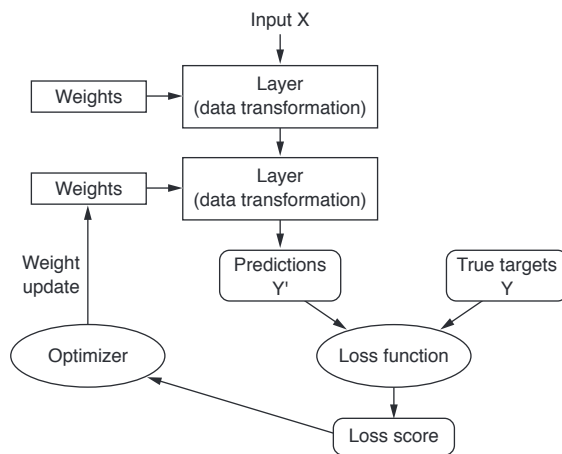 Input X
Layer
(data transformation)
Weights
Layer
(data transformation)
Weights
Weight
update
Predictions
Y'
True targets
Y
Optimizer
Loss function
Loss score